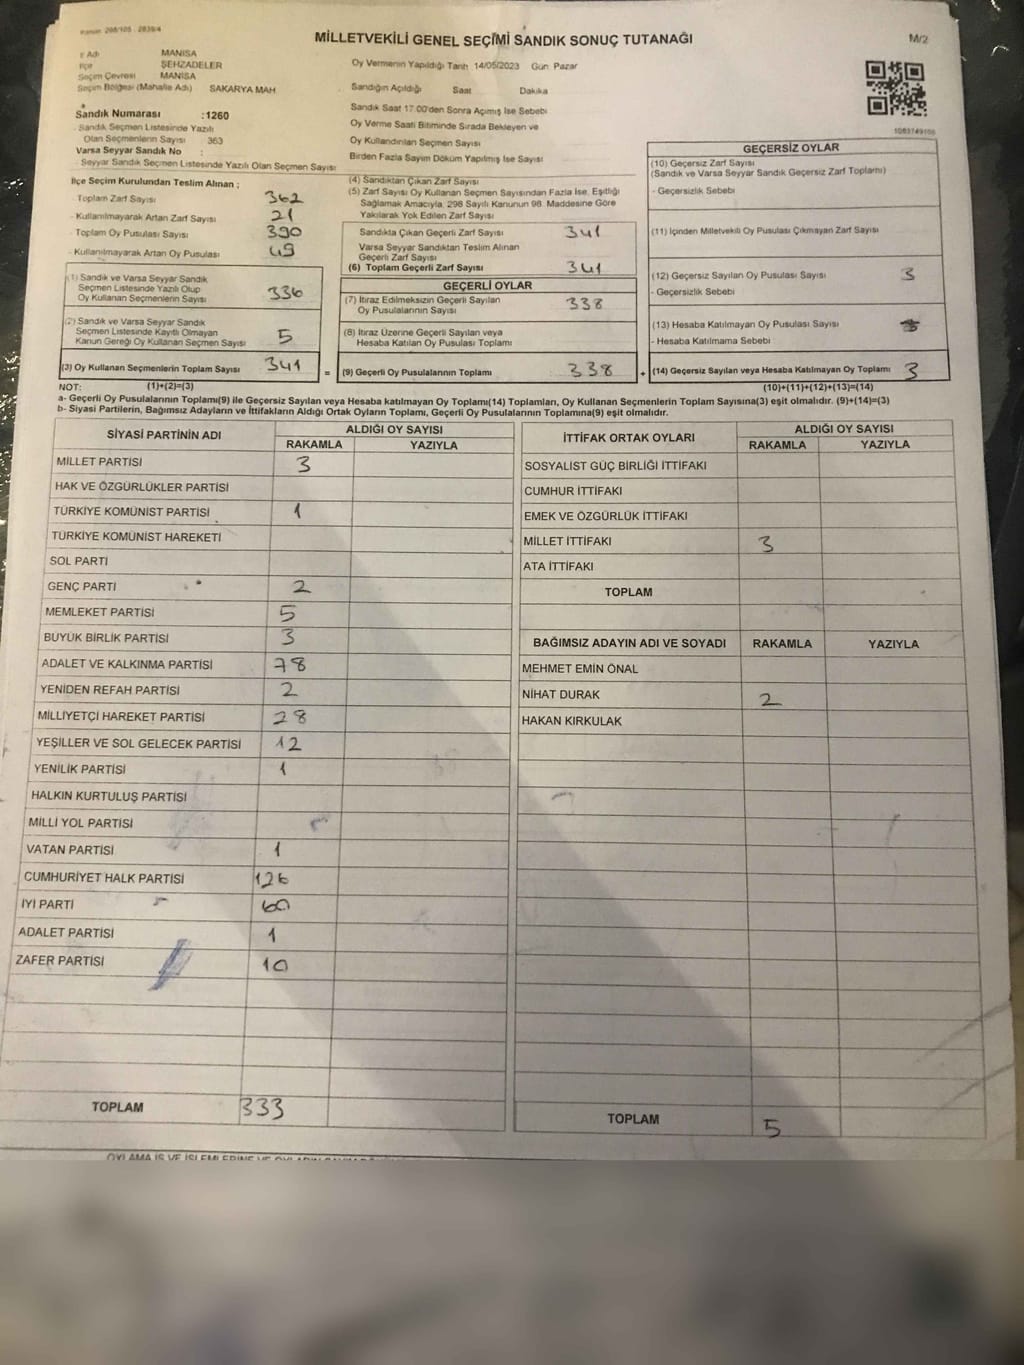 MİLLETVEKİLİ GENEL SEÇİMİ SANDIK SONUÇ TUTANAĞI
M/2
İl Adı MANİSA
İlçe ŞEHZADELER
Seçim Çevresi MANİSA
Seçim Bölgesi (Mahalle Adı) SAKARYA MAH
Sandık Numarası :1260
Sandık Seçmen Listesinde Yazılı
Olan Seçmenlerin Sayısı 363
Varsa Seyyar Sandık No :
Seyyar Sandık Seçmen Listesinde Yazılı Olan Seçmen Sayısı
Oy Vermenin Yapıldığı Tarih 14/05/2023 Gün: Pazar
Sandığın Açıldığı Saat Dakika
Sandık Saat 17:00'den Sonra Açılmış İse Sebebi
Oy Verme Saati Bitiminde Sırada Bekleyen ve
Oy Kullandırılan Seçmen Sayısı
Birden Fazla Sayım Döküm Yapılmış İse Sayısı
İlçe Seçim Kurulundan Teslim Alınan ;
- Toplam Zarf Sayısı 362
- Kullanılmayarak Artan Zarf Sayısı 21
- Toplam Oy Pusulası Sayısı 390
- Kullanılmayarak Artan Oy Pusulası 49
(1) Sandık ve Varsa Seyyar Sandık
Seçmen Listesinde Yazılı Olup
Oy Kullanan Seçmenlerin Sayısı 336
(2) Sandık ve Varsa Seyyar Sandık
Seçmen Listesinde Kayıtlı Olmayan
Kanun Gereği Oy Kullanan Seçmen Sayısı 5
(3) Oy Kullanan Seçmenlerin Toplam Sayısı 341
(4) Sandıktan Çıkan Zarf Sayısı
(5) Zarf Sayısı Oy Kullanan Seçmen Sayısından Fazla İse, Eşitliği
Sağlamak Amacıyla, 298 Sayılı Kanunun 98. Maddesine Göre
Yakılarak Yok Edilen Zarf Sayısı
Sandıkta Çıkan Geçerli Zarf Sayısı 341
Varsa Seyyar Sandıktan Teslim Alınan
Geçerli Zarf Sayısı
(6) Toplam Geçerli Zarf Sayısı 341
GEÇERLİ OYLAR
(7) İtiraz Edilmeksizin Geçerli Sayılan
Oy Pusulalarının Sayısı 338
(8) İtiraz Üzerine Geçerli Sayılan veya
Hesaba Katılan Oy Pusulası Toplamı
= (9) Geçerli Oy Pusulalarının Toplamı 338
GEÇERSİZ OYLAR
(10) Geçersiz Zarf Sayısı
(Sandık ve Varsa Seyyar Sandık Geçersiz Zarf Toplamı)
- Geçersizlik Sebebi
(11) İçinden Milletvekili Oy Pusulası Çıkmayan Zarf Sayısı
(12) Geçersiz Sayılan Oy Pusulası Sayısı 3
- Geçersizlik Sebebi
(13) Hesaba Katılmayan Oy Pusulası Sayısı
- Hesaba Katılmama Sebebi
+ (14) Geçersiz Sayılan veya Hesaba Katılmayan Oy Toplamı 3
NOT: (1)+(2)=(3) (10)+(11)+(12)+(13)=(14)
a- Geçerli Oy Pusulalarının Toplamı(9) ile Geçersiz Sayılan veya Hesaba katılmayan Oy Toplamı(14) Toplamları, Oy Kullanan Seçmenlerin Toplam Sayısına(3) eşit olmalıdır. (9)+(14)=(3)
b- Siyasi Partilerin, Bağımsız Adayların ve İttifakların Aldığı Ortak Oyların Toplamı, Geçerli Oy Pusulalarının Toplamına(9) eşit olmalıdır.
SİYASİ PARTİNİN ADI ALDIĞI OY SAYISI
RAKAMLA YAZIYLA
MİLLET PARTİSİ 3
HAK VE ÖZGÜRLÜKLER PARTİSİ
TÜRKİYE KOMÜNİST PARTİSİ 1
TÜRKİYE KOMÜNİST HAREKETİ
SOL PARTİ
GENÇ PARTİ 2
MEMLEKET PARTİSİ 5
BÜYÜK BİRLİK PARTİSİ 3
ADALET VE KALKINMA PARTİSİ 78
YENİDEN REFAH PARTİSİ 2
MİLLİYETÇİ HAREKET PARTİSİ 28
YEŞİLLER VE SOL GELECEK PARTİSİ 12
YENİLİK PARTİSİ 1
HALKIN KURTULUŞ PARTİSİ
MİLLİ YOL PARTİSİ
VATAN PARTİSİ 1
CUMHURİYET HALK PARTİSİ 126
İYİ PARTİ 60
ADALET PARTİSİ 1
ZAFER PARTİSİ 10
TOPLAM 333
İTTİFAK ORTAK OYLARI ALDIĞI OY SAYISI
RAKAMLA YAZIYLA
SOSYALİST GÜÇ BİRLİĞİ İTTİFAKI
CUMHUR İTTİFAKI
EMEK VE ÖZGÜRLÜK İTTİFAKI
MİLLET İTTİFAKI 3
ATA İTTİFAKI
TOPLAM
BAĞIMSIZ ADAYIN ADI VE SOYADI RAKAMLA YAZIYLA
MEHMET EMİN ÖNAL
NİHAT DURAK 2
HAKAN KIRKULAK
TOPLAM 5